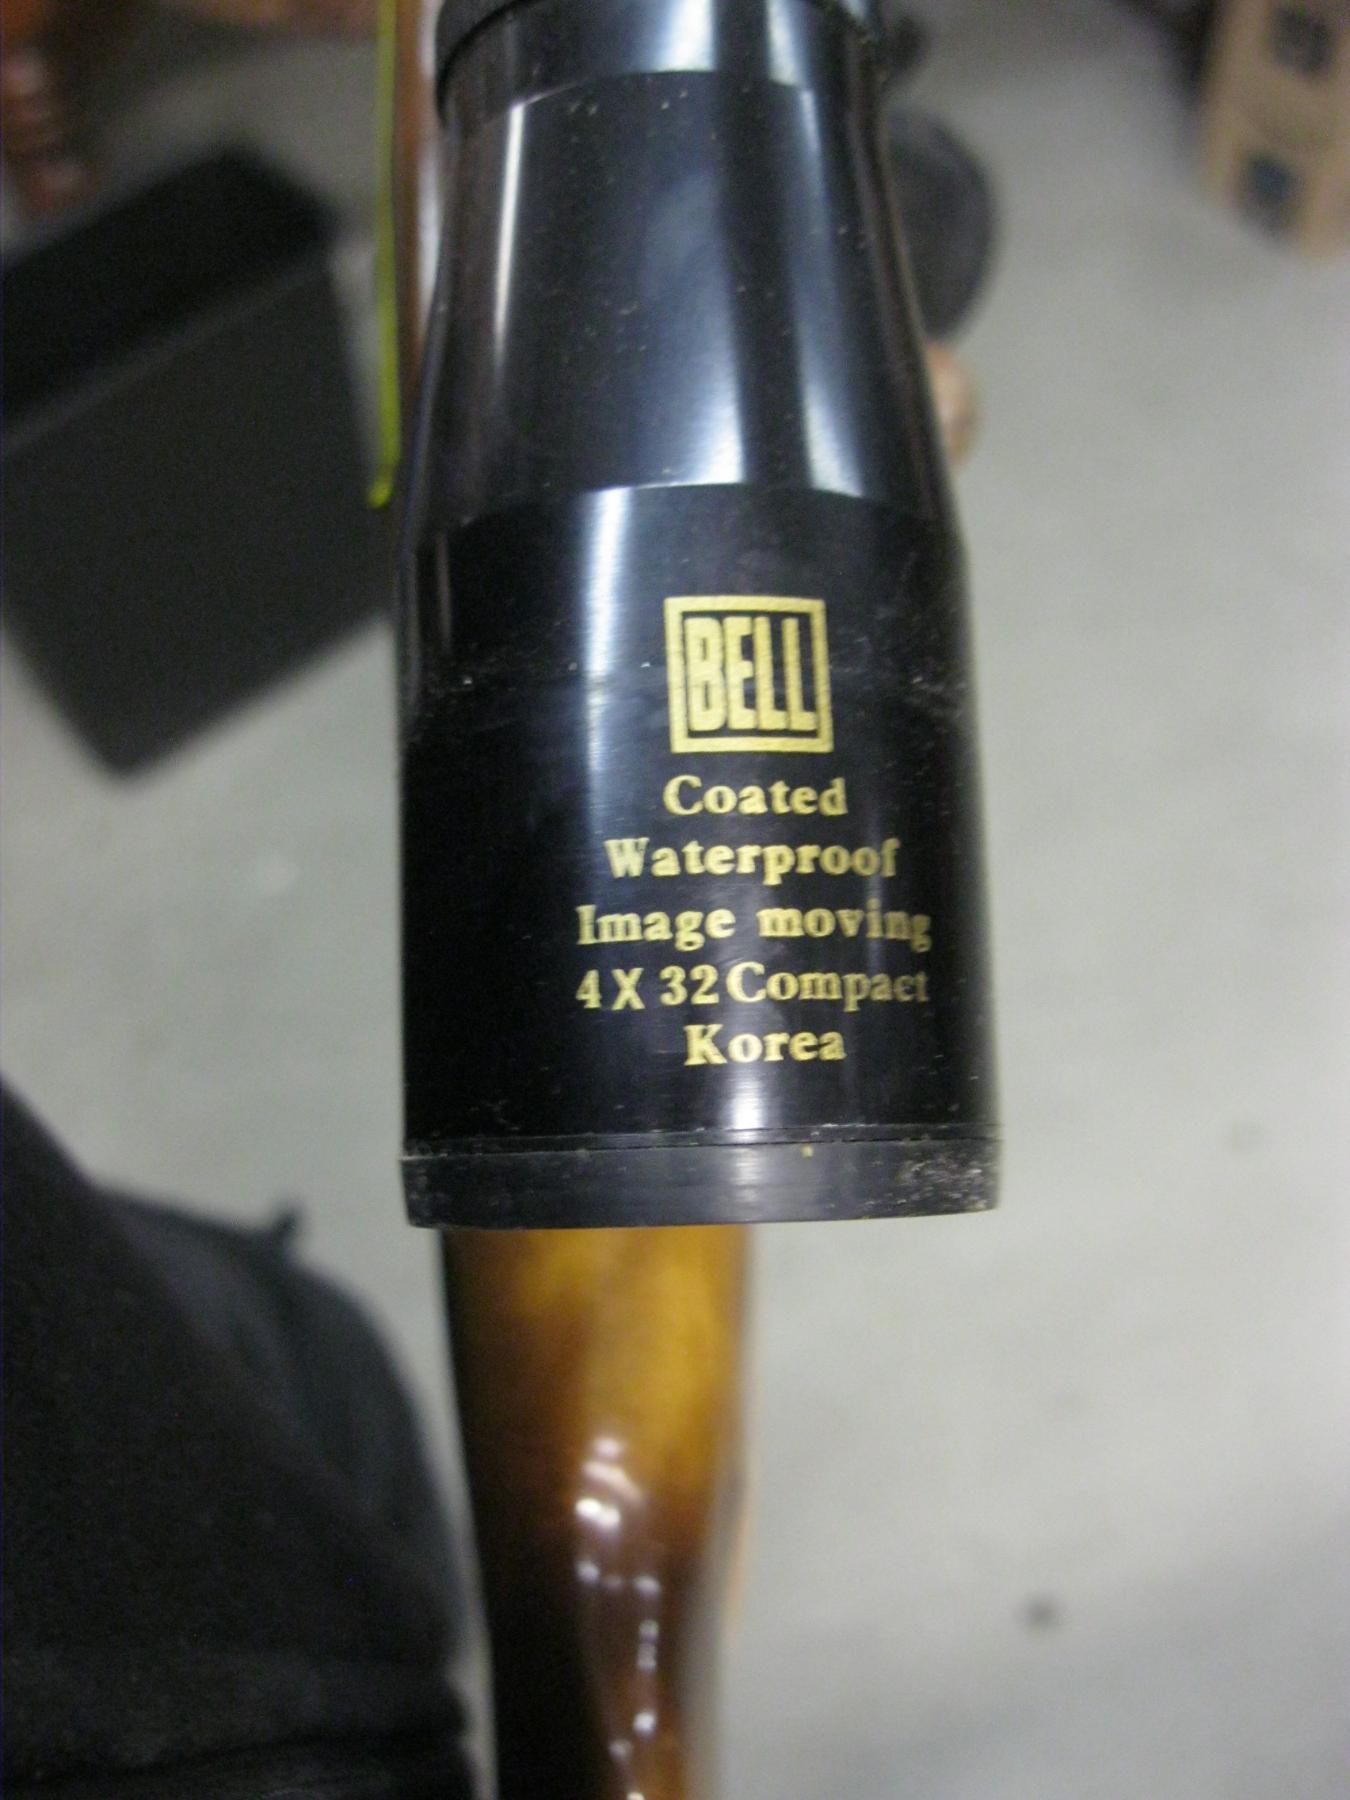 BELL
Coated
Waterproof
Image moving
4 X 32 Compact
Korea